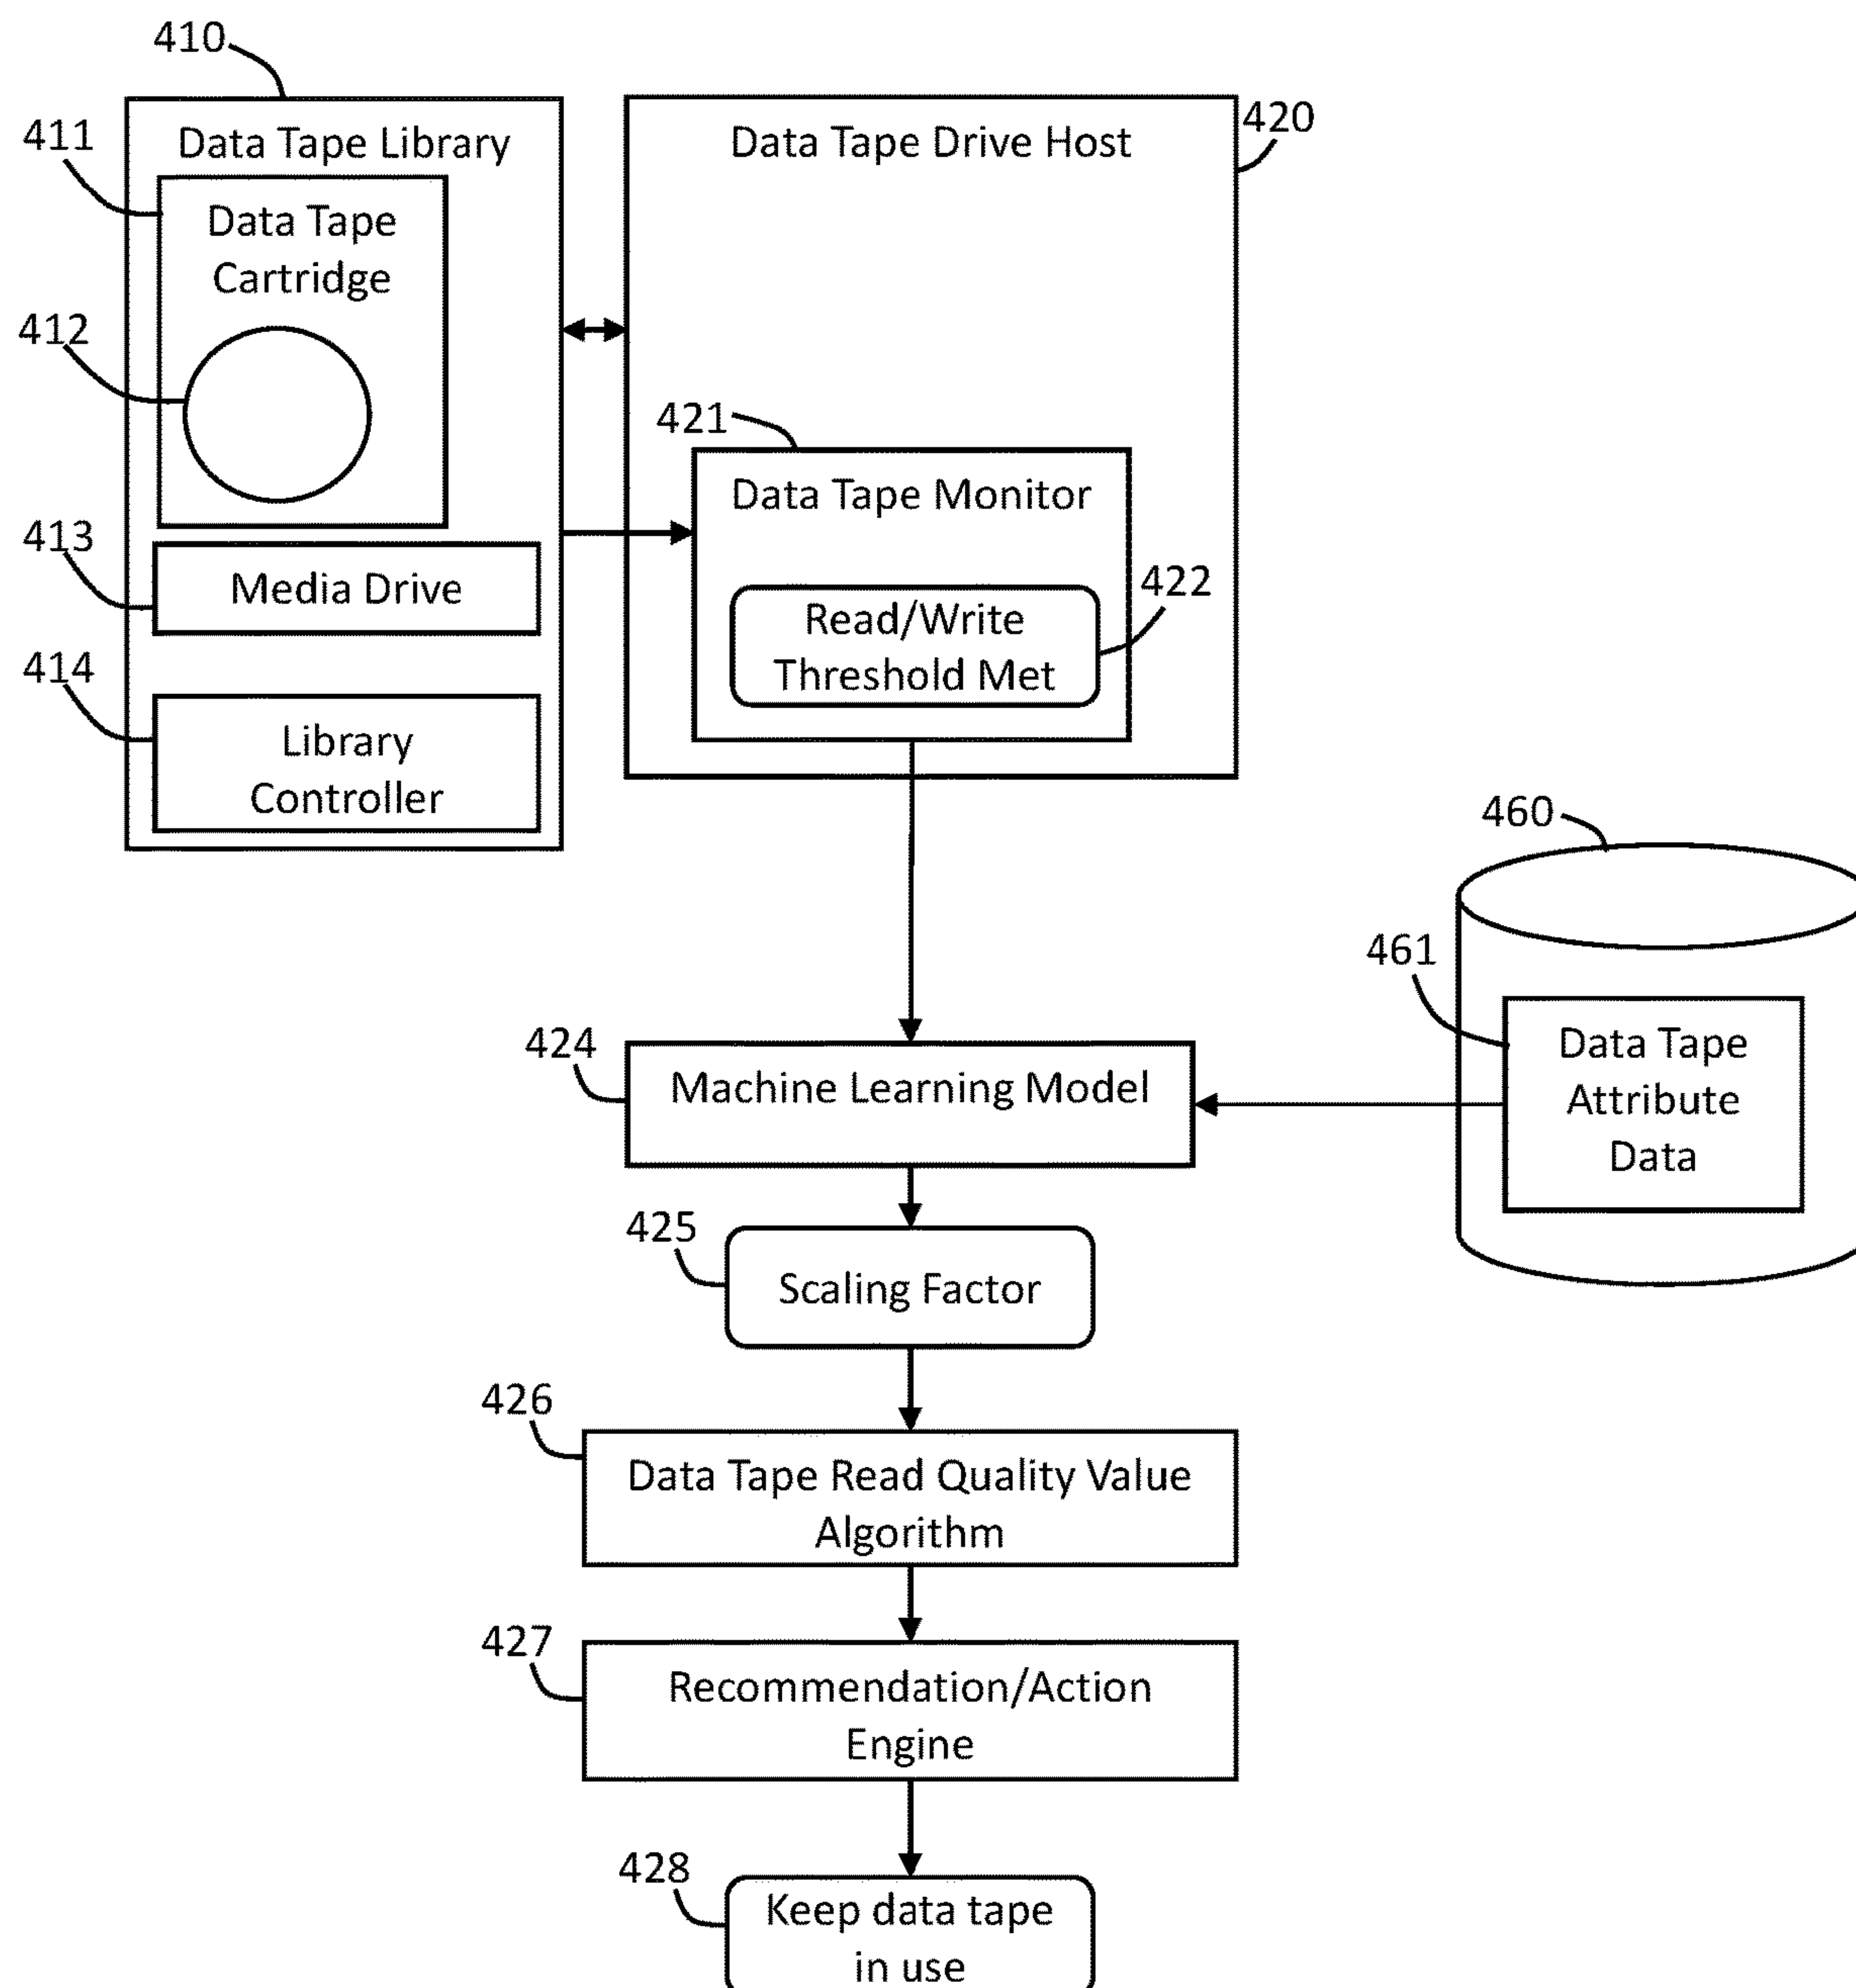 410
Data Tape Library
411
Data Tape
Cartridge
412
413
Media Drive
414
Library
Controller
Data Tape Drive Host
420
421
Data Tape Monitor
422
Read/Write
Threshold Met
460
461
Data Tape
Attribute
Data
424
Machine Learning Model
425
Scaling Factor
426
Data Tape Read Quality Value
Algorithm
427
Recommendation/Action
Engine
428
Keep data tape
in use